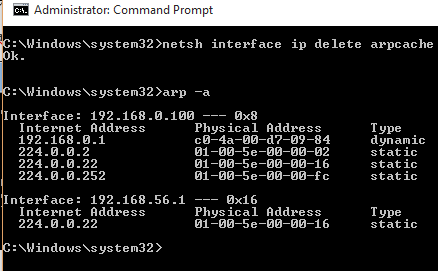 Administrator: Command Prompt
C:\Windows\system32>netsh interface ip delete arpcache
Ok.
C:\Windows\system32>arp -a
Interface: 192.168.0.100 --- 0x8
Internet Address Physical Address Type
192.168.0.1 c0-4a-00-d7-09-84 dynamic
224.0.0.2 01-00-5e-00-00-02 static
224.0.0.22 01-00-5e-00-00-16 static
224.0.0.252 01-00-5e-00-00-fc static
Interface: 192.168.56.1 --- 0x16
Internet Address Physical Address Type
224.0.0.22 01-00-5e-00-00-16 static
C:\Windows\system32>